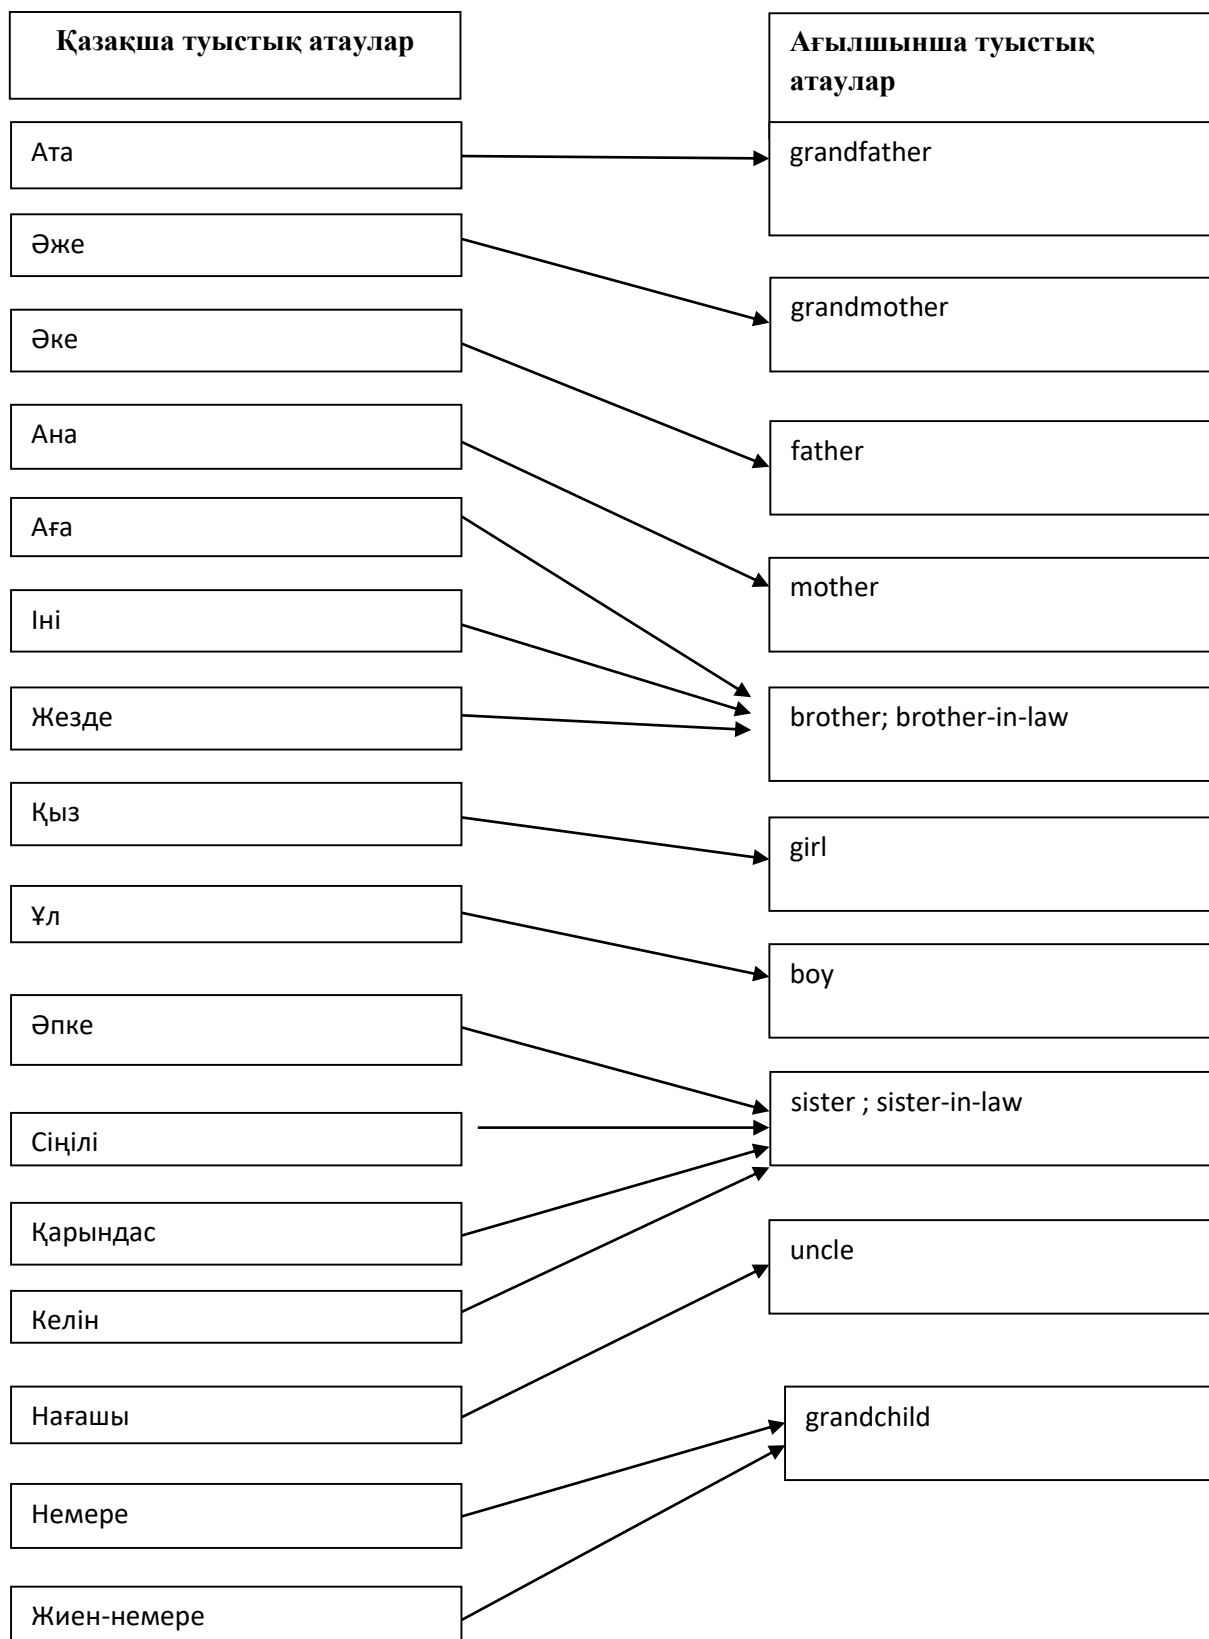 Қазақша туыстық атаулар
Ата
Әже
Әке
Ана
Аға
Іні
Жезде
Қыз
Ұл
Әпке
Сіңілі
Қарындас
Келін
Нағашы
Немере
Жиен-немере
Ағылшынша туыстық
атаулар
grandfather
grandmother
father
mother
brother; brother-in-law
girl
boy
sister ; sister-in-law
uncle
grandchild